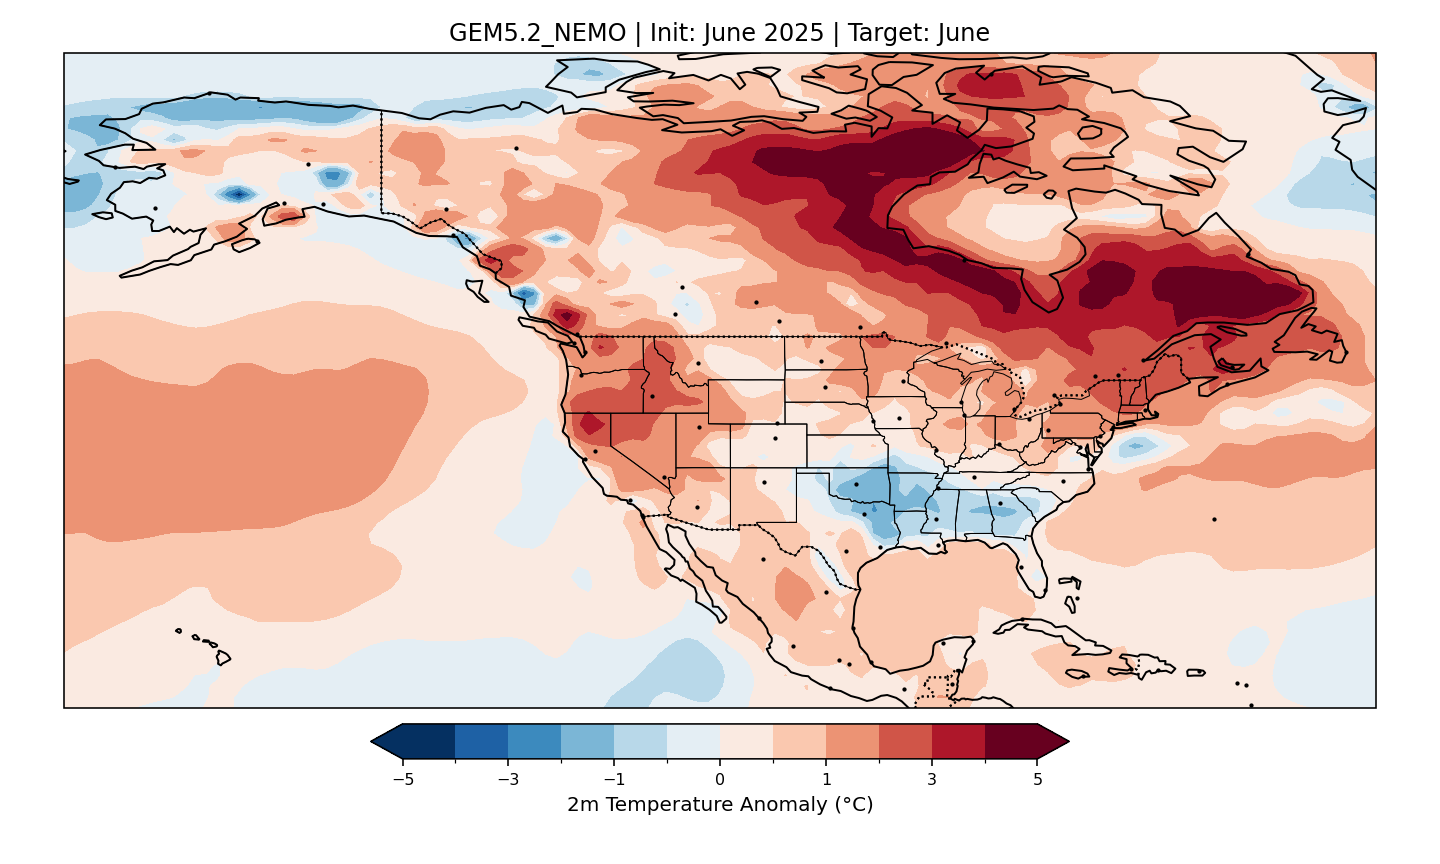 GEM5.2_NEMO | Init: June 2025 | Target: June
−5 −3 −1 0 1 3 5
2m Temperature Anomaly (°C)